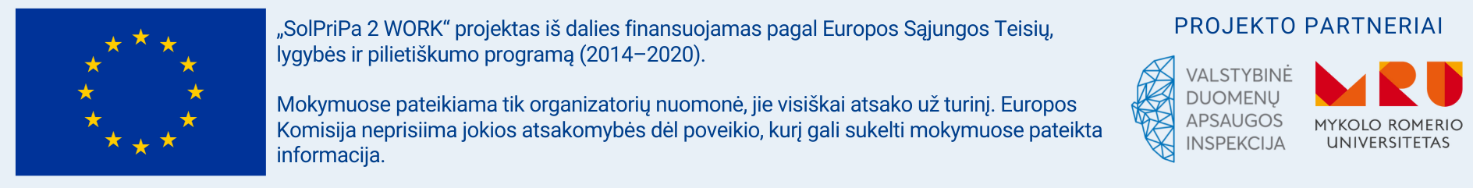 „SolPriPa 2 WORK“ projektas iš dalies finansuojamas pagal Europos Sąjungos Teisių,
lygybės ir pilietiškumo programą (2014–2020).
Mokymuose pateikiama tik organizatorių nuomonė, jie visiškai atsako už turinį. Europos
Komisija neprisiima jokios atsakomybės dėl poveikio, kurį gali sukelti mokymuose pateikta
informacija.
PROJEKTO PARTNERIAI
VALSTYBINĖ
DUOMENŲ
APSAUGOS
INSPEKCIJA
MRU
MYKOLO ROMERIO
UNIVERSITETAS